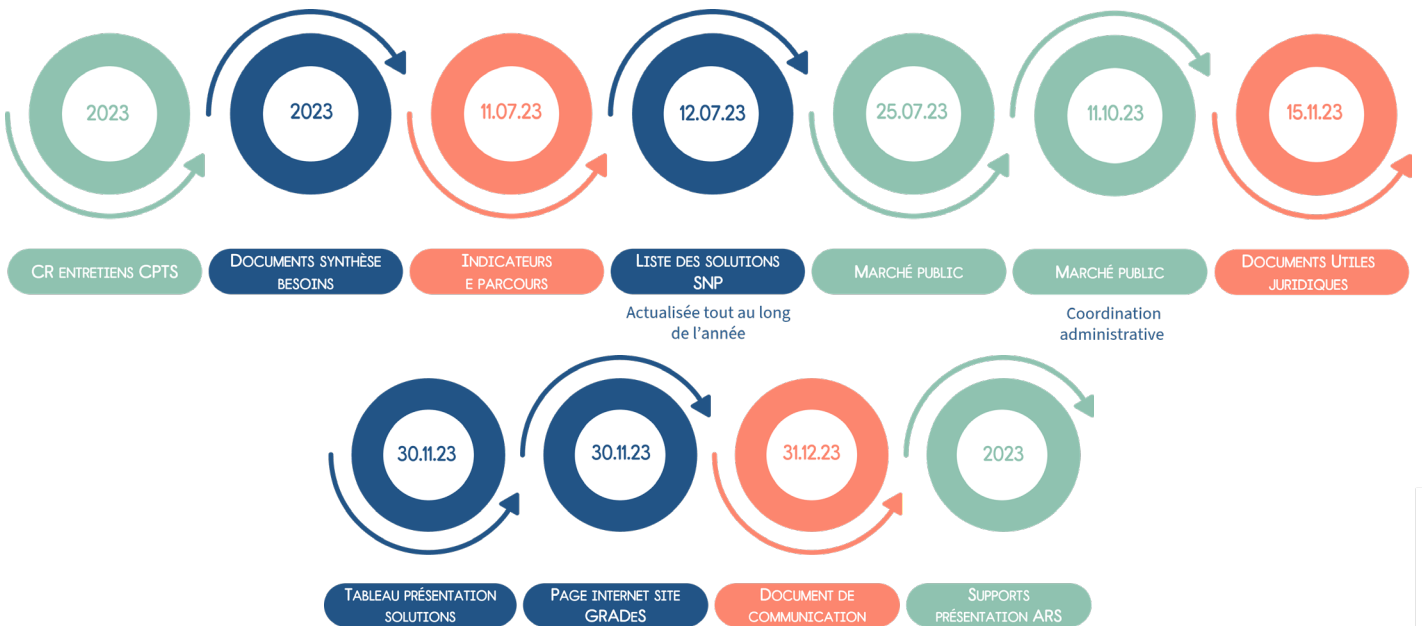 2023
2023
11.07.23
12.07.23
25.07.23
11.10.23
15.11.23
CR ENTRETIENS CPTS
DOCUMENTS SYNTHÈSE
BESOINS
INDICATEURS
E PARCOURS
LISTE DES SOLUTIONS
SNP
MARCHÉ PUBLIC
MARCHÉ PUBLIC
DOCUMENTS UTILES
JURIDIQUES
Actualisée tout au long
de l'année
Coordination
administrative
30.11.23
30.11.23
31.12.23
2023
TABLEAU PRÉSENTATION
SOLUTIONS
PAGE INTERNET SITE
GRADeS
DOCUMENT DE
COMMUNICATION
SUPPORTS
PRÉSENTATION ARS